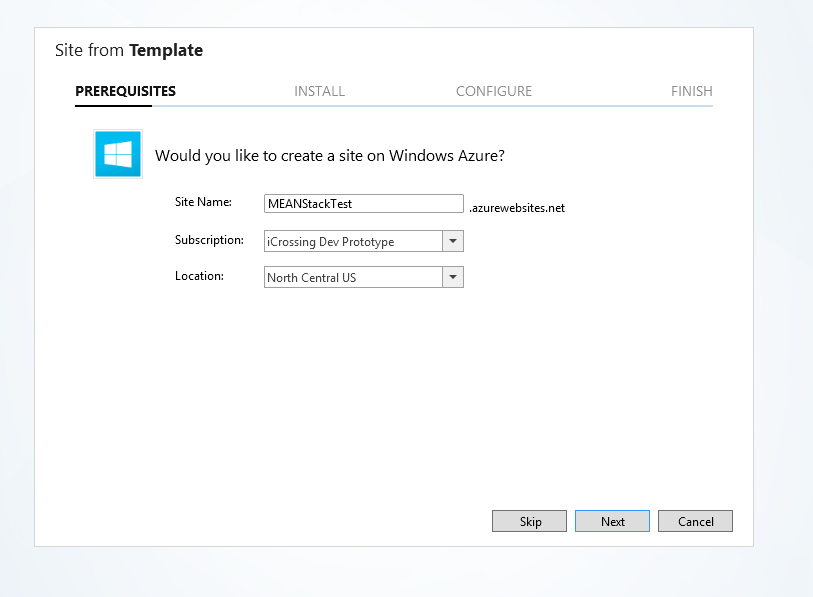 Site from Template
PREREQUISITES INSTALL CONFIGURE FINISH
Would you like to create a site on Windows Azure?
Site Name: MEANStackTest .azurewebsites.net
Subscription: iCrossing Dev Prototype
Location: North Central US
Skip Next Cancel